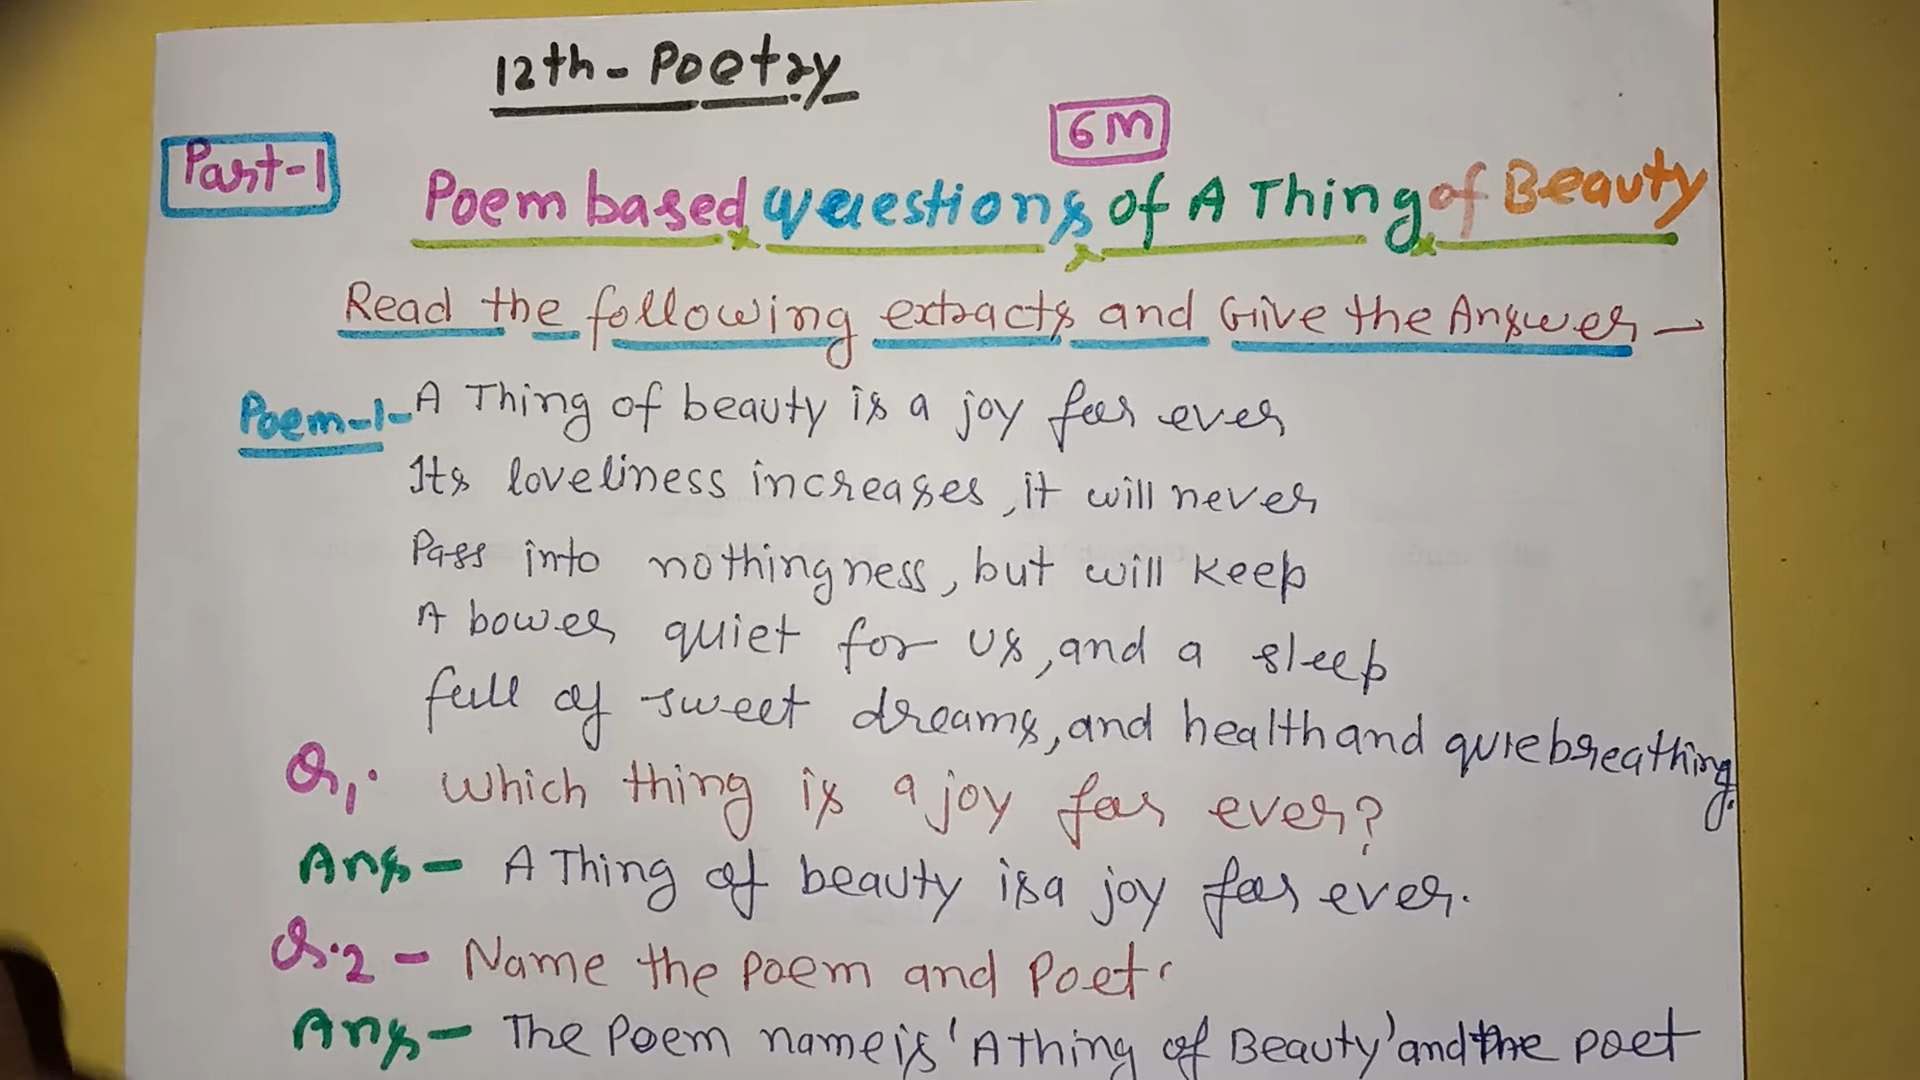 12th - Poetry
6M
Part-1
Poem based questions of A Thing of Beauty
Read the following extracts and Give the Answer -
Poem-1- A Thing of beauty is a joy for ever
Its loveliness increases, it will never
Pass into nothingness, but will keep
A bower quiet for us, and a sleep
full of sweet dreams, and health and quiebreathing.
Q.1. Which thing is a joy for ever?
Ans - A Thing of beauty is a joy for ever.
Q.2 - Name the poem and Poet.
Ans - The Poem name is 'A thing of Beauty' and the poet